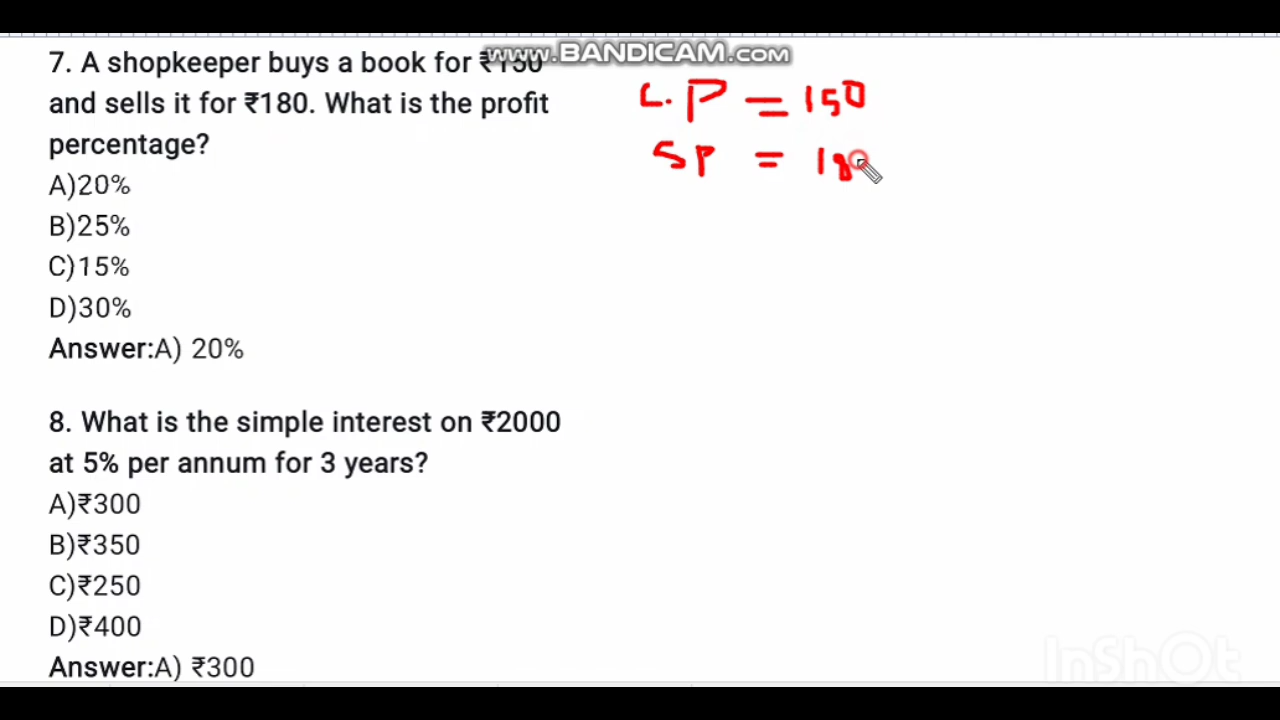 www.BANDICAM.com
7. A shopkeeper buys a book for ₹150
and sells it for ₹180. What is the profit
percentage?
A)20%
B)25%
C)15%
D)30%
Answer:A) 20%
C.P = 150
SP = 180
8. What is the simple interest on ₹2000
at 5% per annum for 3 years?
A)₹300
B)₹350
C)₹250
D)₹400
Answer:A) ₹300
InShOt